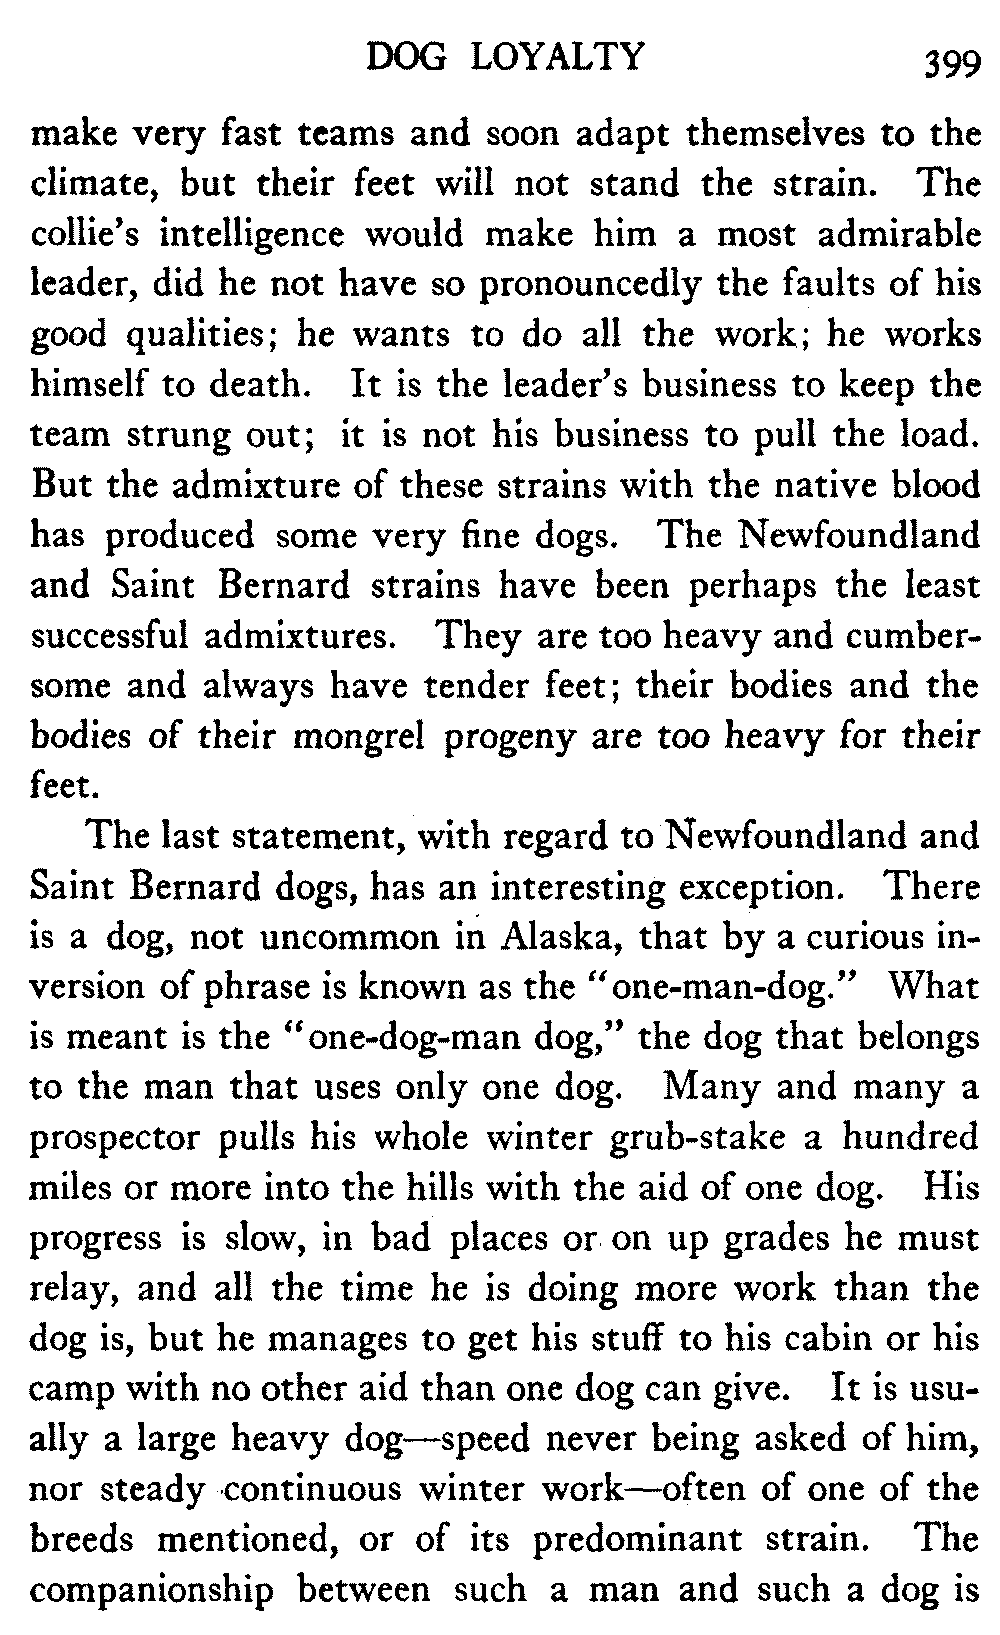 DOG LOYALTY 399
make very fast teams and soon adapt themselves to the
climate, but their feet will not stand the strain. The
collie's intelligence would make him a most admirable
leader, did he not have so pronouncedly the faults of his
good qualities; he wants to do all the work; he works
himself to death. It is the leader's business to keep the
team strung out; it is not his business to pull the load.
But the admixture of these strains with the native blood
has produced some very fine dogs. The Newfoundland
and Saint Bernard strains have been perhaps the least
successful admixtures. They are too heavy and cumber-
some and always have tender feet; their bodies and the
bodies of their mongrel progeny are too heavy for their
feet.
The last statement, with regard to Newfoundland and
Saint Bernard dogs, has an interesting exception. There
is a dog, not uncommon in Alaska, that by a curious in-
version of phrase is known as the "one-man-dog." What
is meant is the "one-dog-man dog," the dog that belongs
to the man that uses only one dog. Many and many a
prospector pulls his whole winter grub-stake a hundred
miles or more into the hills with the aid of one dog. His
progress is slow, in bad places or on up grades he must
relay, and all the time he is doing more work than the
dog is, but he manages to get his stuff to his cabin or his
camp with no other aid than one dog can give. It is usu-
ally a large heavy dog—speed never being asked of him,
nor steady continuous winter work—often of one of the
breeds mentioned, or of its predominant strain. The
companionship between such a man and such a dog is